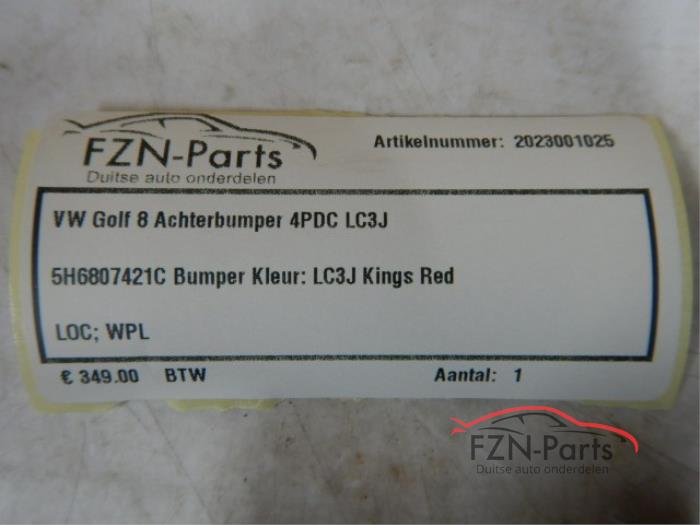 FZN-Parts
Duitse auto onderdelen
Artikelnummer: 2023001025
VW Golf 8 Achterbumper 4PDC LC3J
5H6807421C Bumper Kleur: LC3J Kings Red
LOC; WPL
€ 349.00 BTW Aantal: 1
FZN-Parts
Duitse auto onderdelen